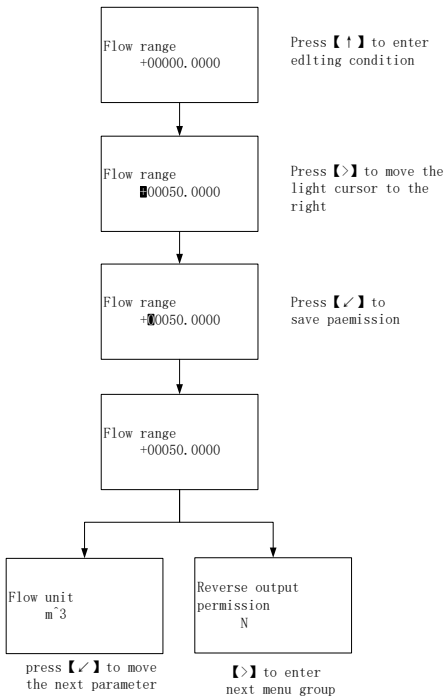 Flow range
+00000.0000
Press【↑】to enter
edlting condition
Flow range
+00050.0000
Press【>】to move the
light cursor to the
right
Flow range
+00050.0000
Press【↙】to
save paemission
Flow range
+00050.0000
Flow unit
m^3
Reverse output
permission
N
press【↙】to move
the next parameter
【>】to enter
next menu group